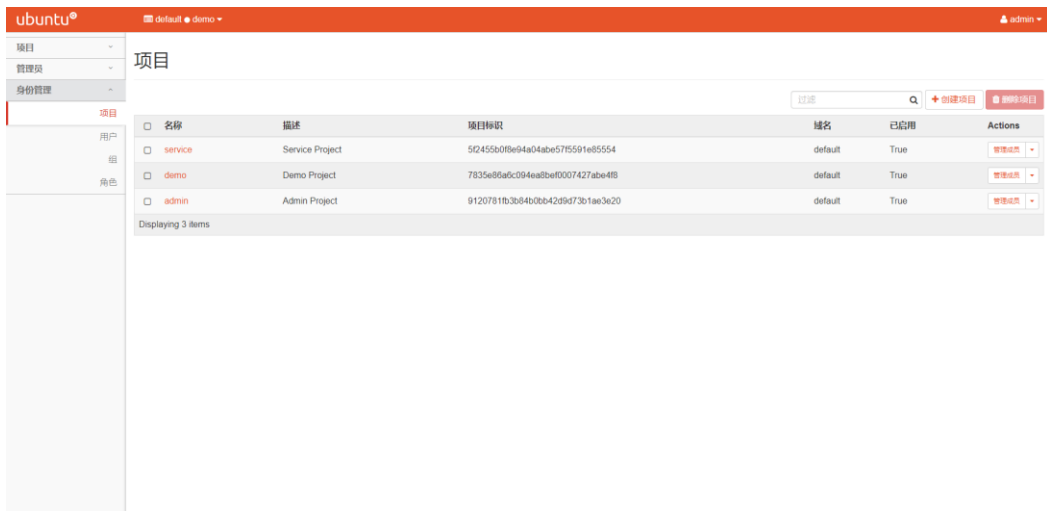 ubuntu®
default ● demo
admin
项目
管理员
身份管理
项目
用户
组
角色
项目
过滤
+创建项目
删除项目
名称 描述 项目标识 域名 已启用 Actions
service Service Project 5f2455b0f8e94a04abe57f5591e85554 default True 管理成员
demo Demo Project 7835e86a6c094ea8bef0007427abe4f8 default True 管理成员
admin Admin Project 9120781fb3b84b0bb42d9d73b1ae3e20 default True 管理成员
Displaying 3 items